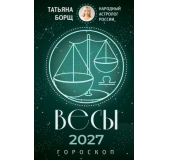 ТАТЬЯНА
БОРЩ
НАРОДНЫЙ
АСТРОЛОГ
РОССИИ
ВЕСЫ
2027
ГОРОСКОП